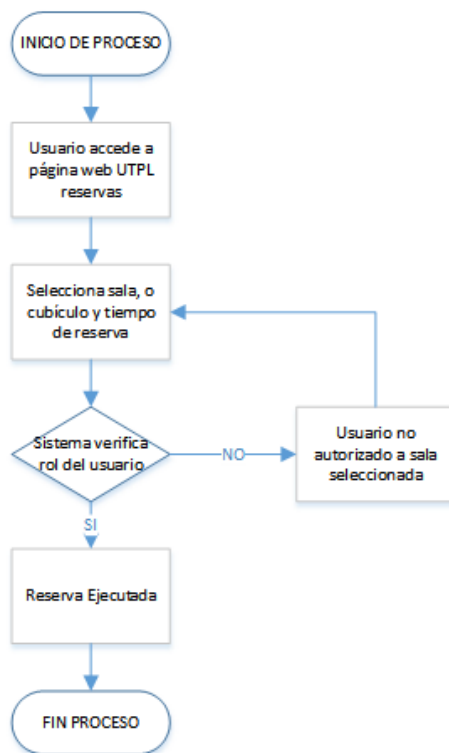 INICIO DE PROCESO
Usuario accede a
página web UTPL
reservas
Selecciona sala, o
cubículo y tiempo
de reserva
Sistema verifica
rol del usuario
NO
Usuario no
autorizado a sala
seleccionada
SI
Reserva Ejecutada
FIN PROCESO